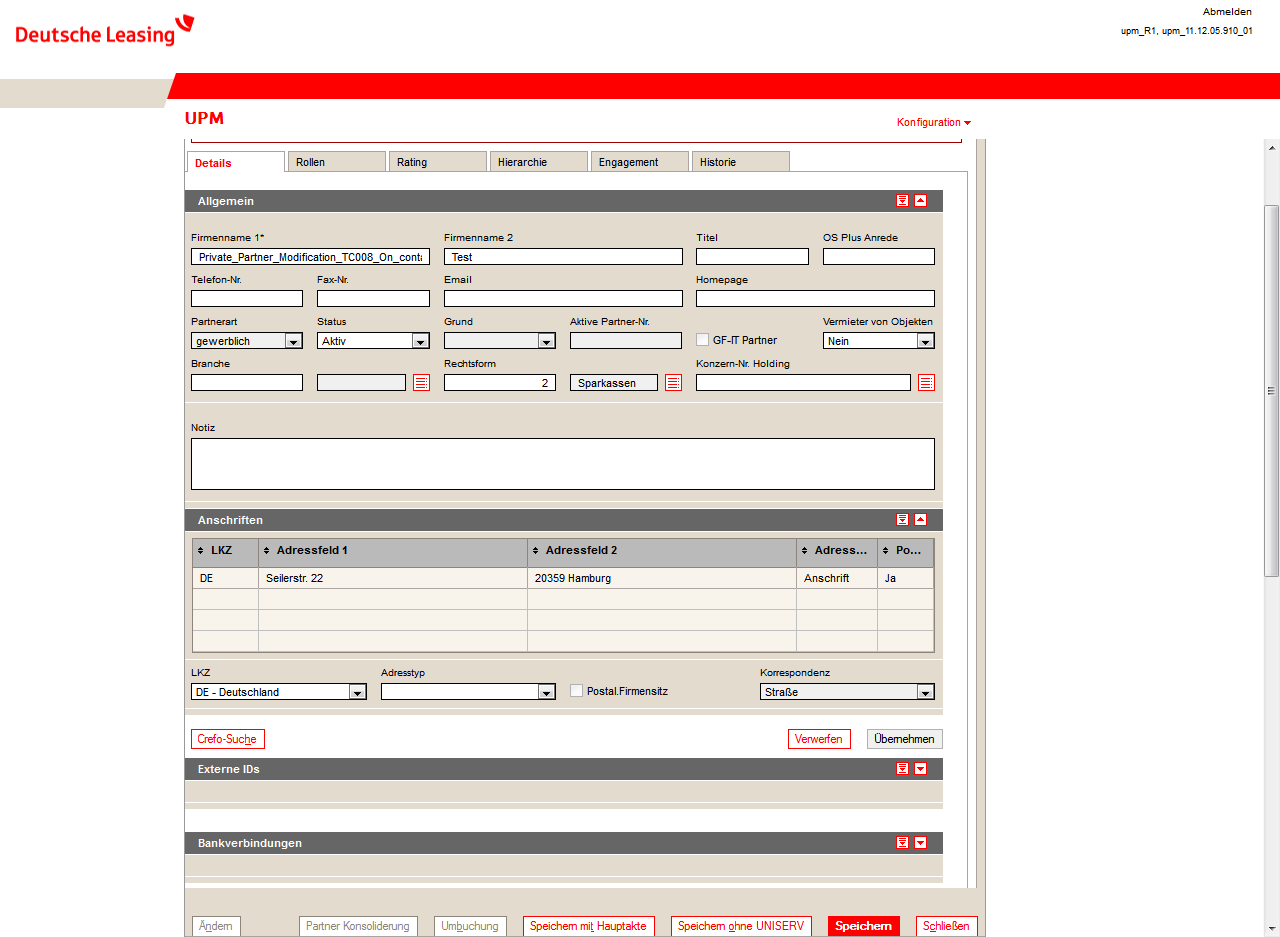 Abmelden
Deutsche Leasing
upm_R1, upm_11.12.05.910_01
UPM
Konfiguration
Details Rollen Rating Hierarchie Engagement Historie
Allgemein
Firmenname 1* Firmenname 2 Titel OS Plus Anrede
Private_Partner_Modification_TC008_On_conta Test
Telefon-Nr. Fax-Nr. Email Homepage
Partnerart Status Grund Aktive Partner-Nr. Vermieter von Objekten
gewerblich Aktiv GF-IT Partner Nein
Branche Rechtsform Konzern-Nr. Holding
2 Sparkassen
Notiz
Anschriften
LKZ Adressfeld 1 Adressfeld 2 Adress... Po...
DE Seilerstr. 22 20359 Hamburg Anschrift Ja
LKZ Adresstyp Korrespondenz
DE - Deutschland Postal.Firmensitz Straße
Crefo-Suche Verwerfen Übernehmen
Externe IDs
Bankverbindungen
Ändern Partner Konsolidierung Umbuchung Speichern mit Hauptakte Speichern ohne UNISERV Speichern Schließen